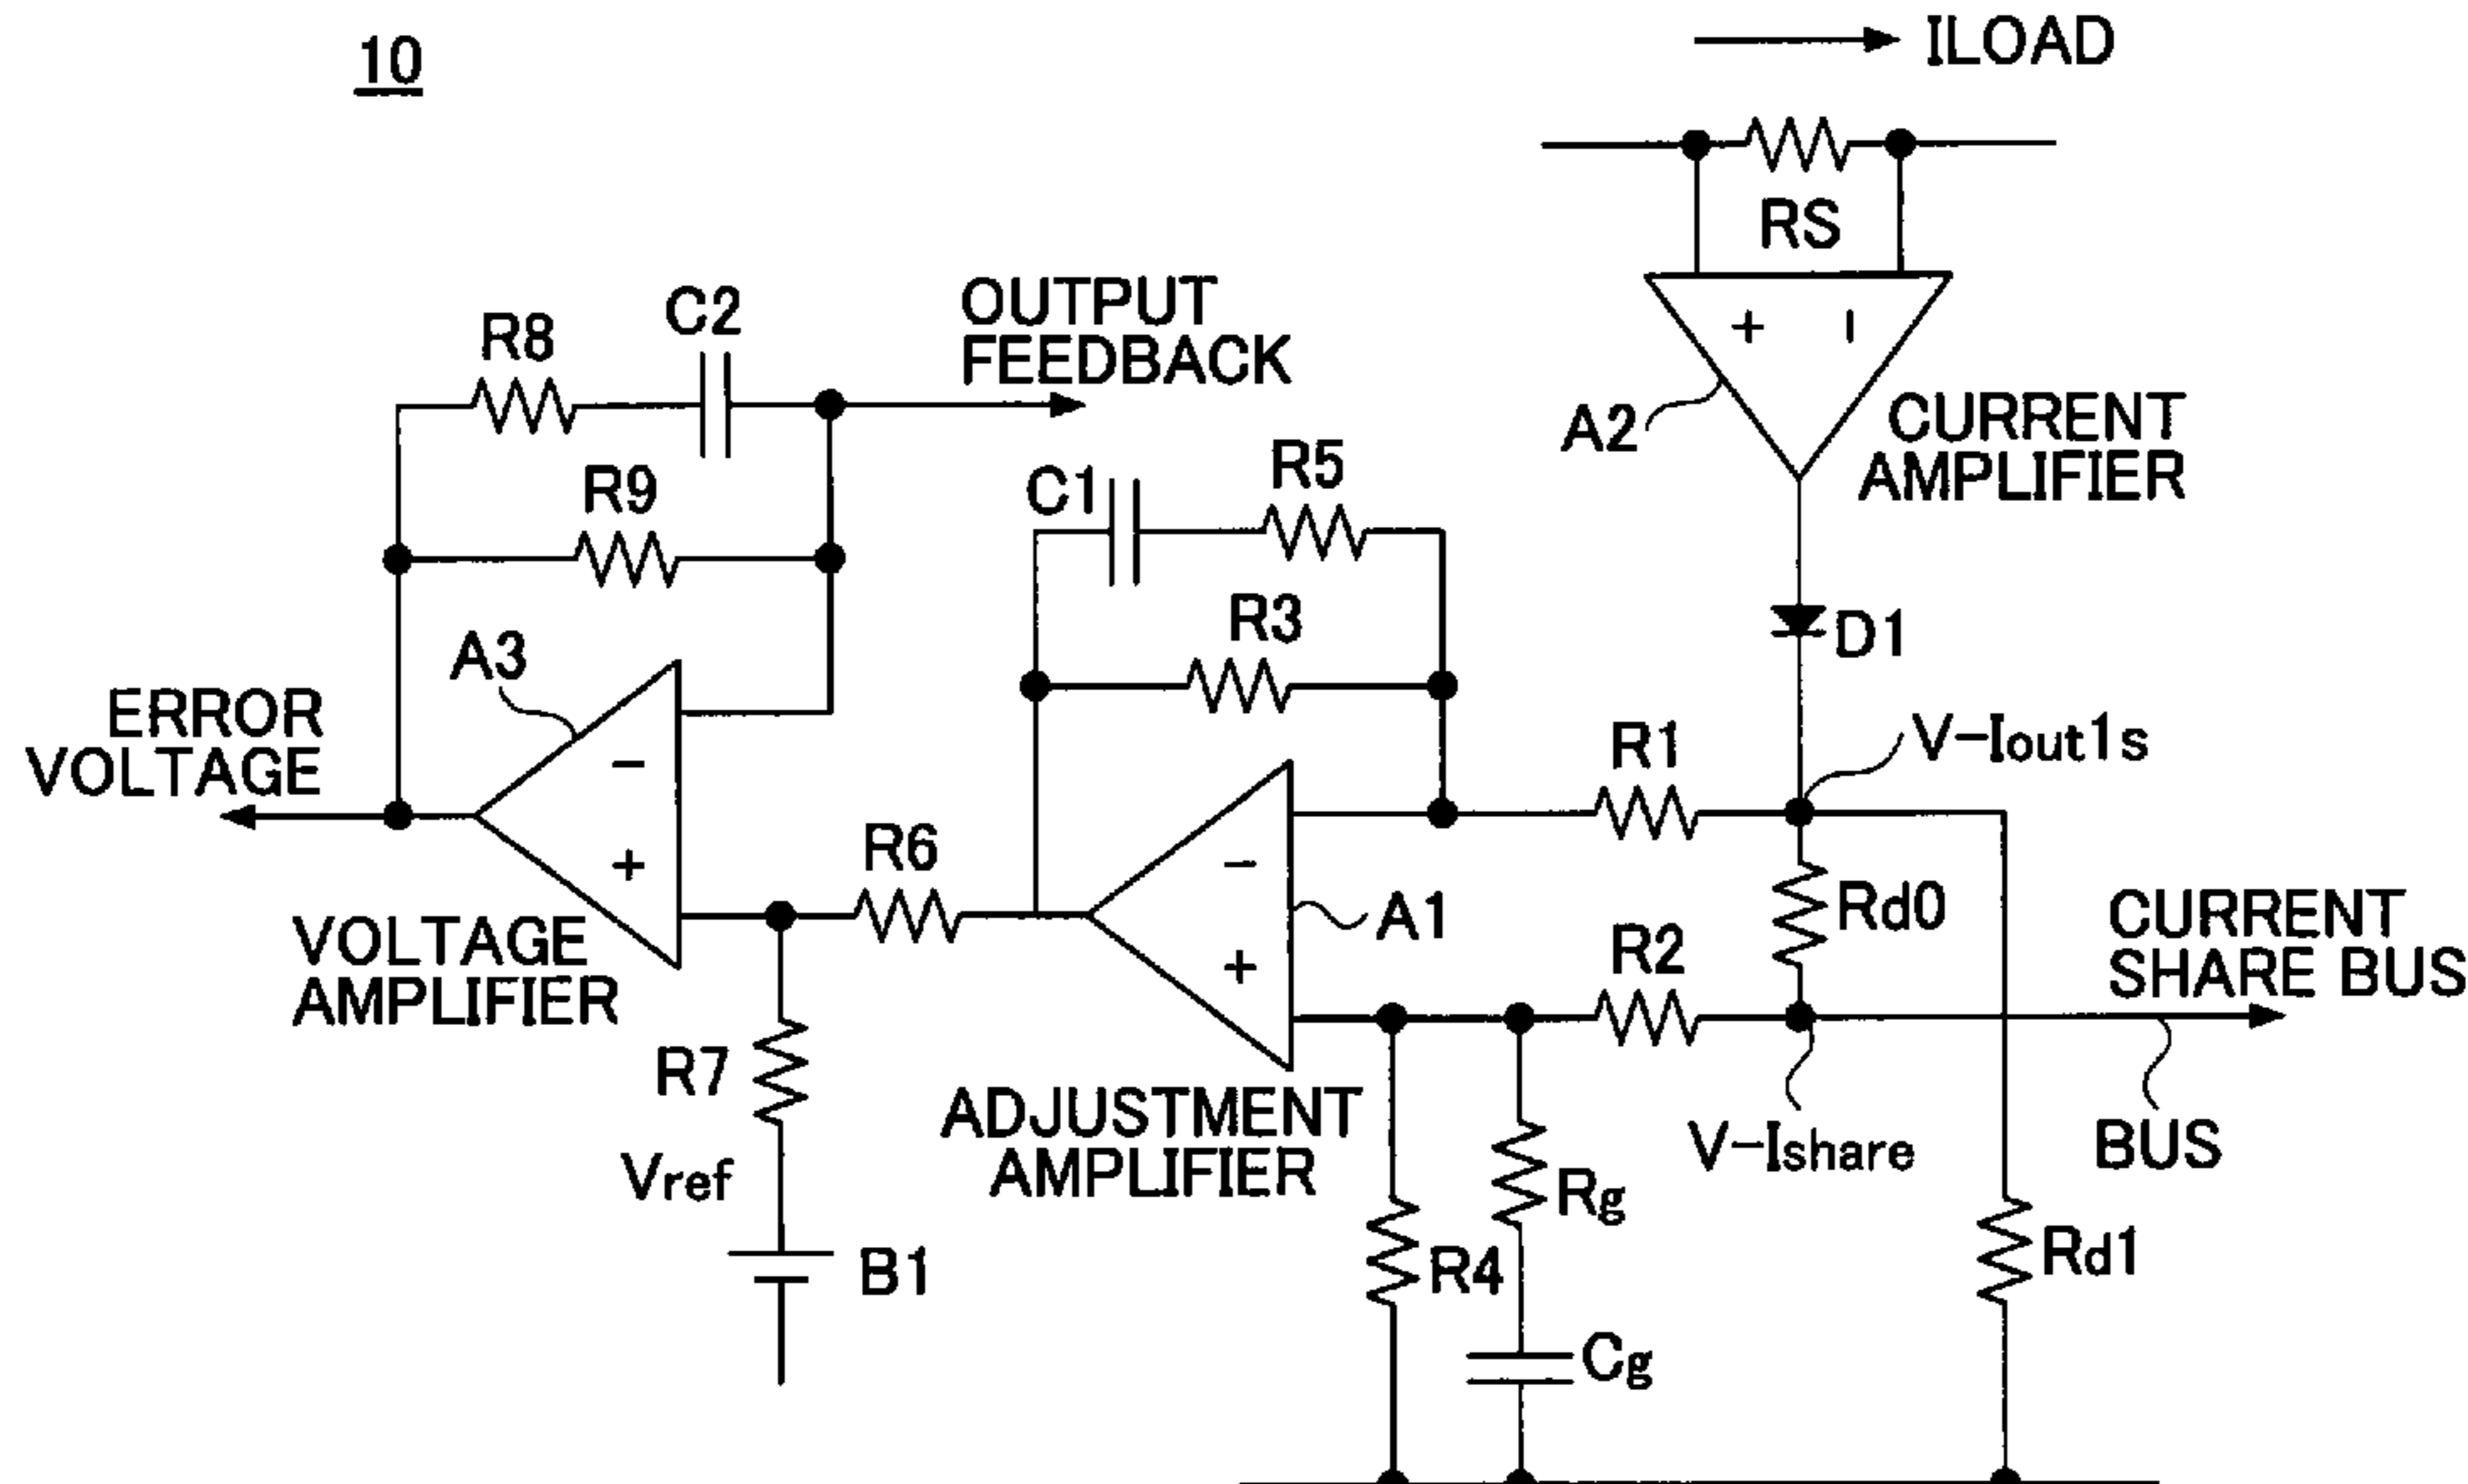 10
ILOAD
RS
+ −
A2
CURRENT
AMPLIFIER
OUTPUT
FEEDBACK
R8
C2
R9
C1
R5
R3
D1
A3
ERROR
VOLTAGE
−
+
VOLTAGE
AMPLIFIER
R6
R7
Vref
B1
−
+
A1
ADJUSTMENT
AMPLIFIER
R1
V-Iout1s
Rd0
R2
CURRENT
SHARE BUS
V-Ishare
BUS
R4
Rg
Cg
Rd1